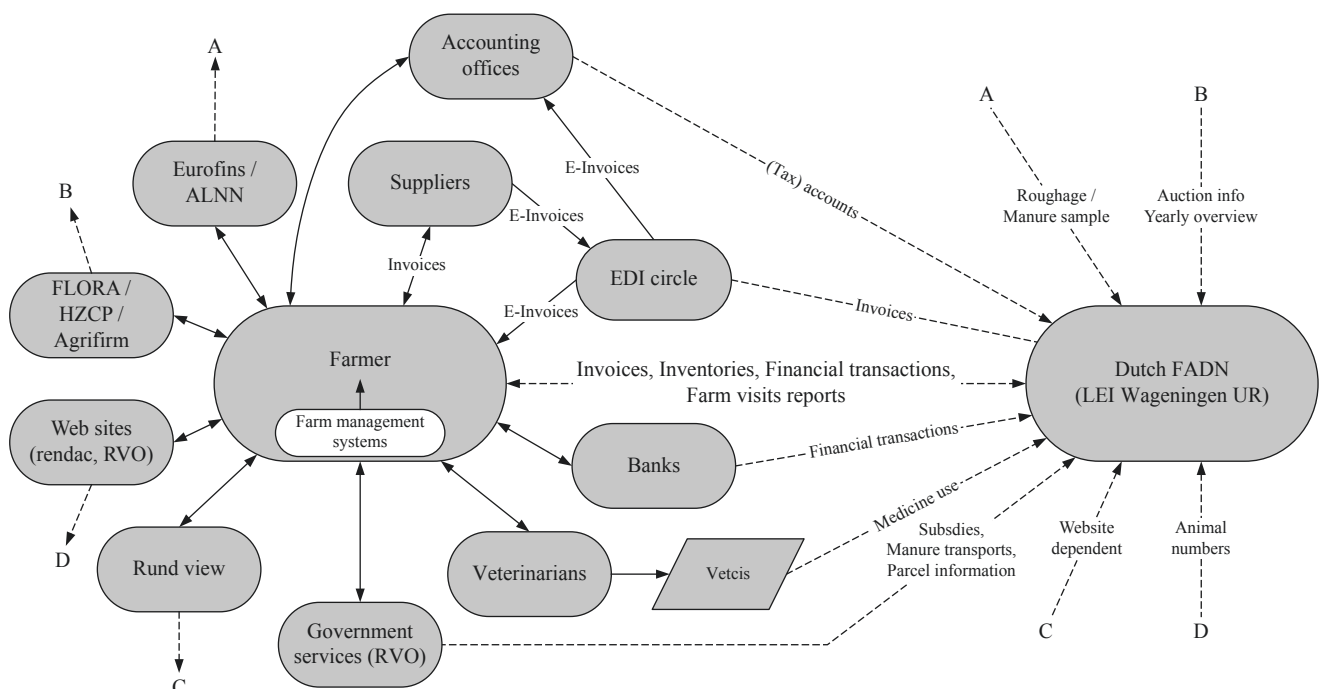 A
Accounting
offices
A
B
Eurofins /
ALNN
Suppliers
E-Invoices
(Tax) accounts
Roughage /
Manure sample
Auction info
Yearly overview
B
E-Invoices
Invoices
EDI circle
FLORA /
HZCP /
Agrifirm
E-Invoices
Invoices
Farmer
Invoices, Inventories, Financial transactions,
Farm visits reports
Dutch FADN
(LEI Wageningen UR)
Farm management
systems
Web sites
(rendac, RVO)
Banks
Financial transactions
Medicine use
D
Rund view
Veterinarians
Vetcis
Subsdies,
Manure transports,
Parcel information
Website
dependent
Animal
numbers
Government
services (RVO)
C
D
C